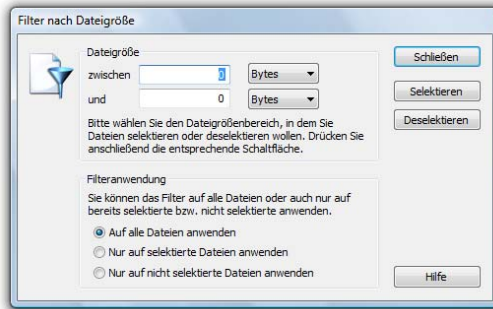 Filter nach Dateigröße
Dateigröße
zwischen 0 Bytes
und 0 Bytes
Bitte wählen Sie den Dateigrößenbereich, in dem Sie
Dateien selektieren oder deselektieren wollen. Drücken Sie
anschließend die entsprechende Schaltfläche.
Schließen
Selektieren
Deselektieren
Filteranwendung
Sie können das Filter auf alle Dateien oder auch nur auf
bereits selektierte bzw. nicht selektierte anwenden.
Auf alle Dateien anwenden
Nur auf selektierte Dateien anwenden
Nur auf nicht selektierte Dateien anwenden
Hilfe